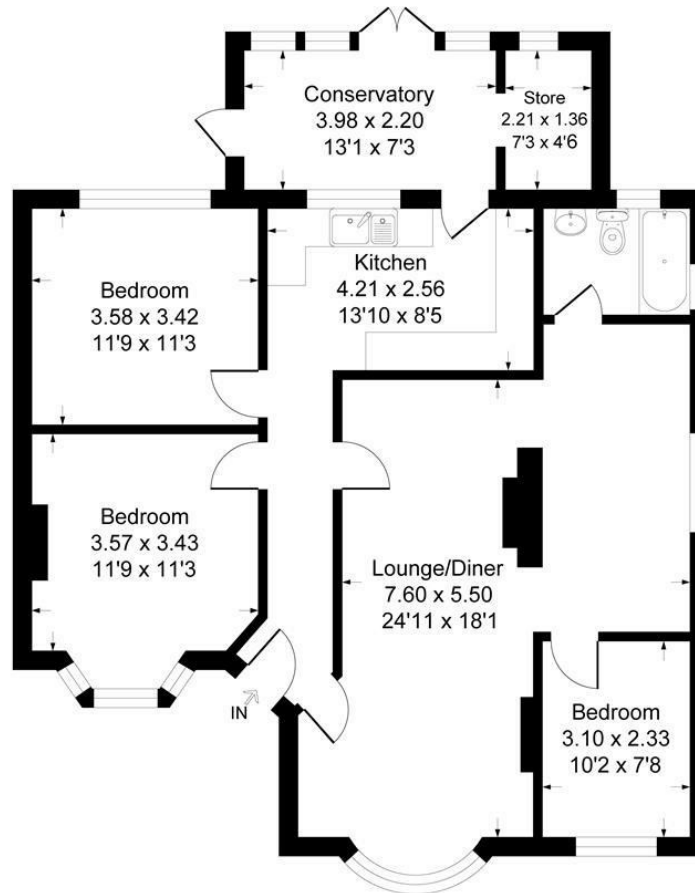 Conservatory
3.98 x 2.20
13'1 x 7'3
Store
2.21 x 1.36
7'3 x 4'6
Kitchen
4.21 x 2.56
13'10 x 8'5
Bedroom
3.58 x 3.42
11'9 x 11'3
Bedroom
3.57 x 3.43
11'9 x 11'3
Lounge/Diner
7.60 x 5.50
24'11 x 18'1
IN
Bedroom
3.10 x 2.33
10'2 x 7'8